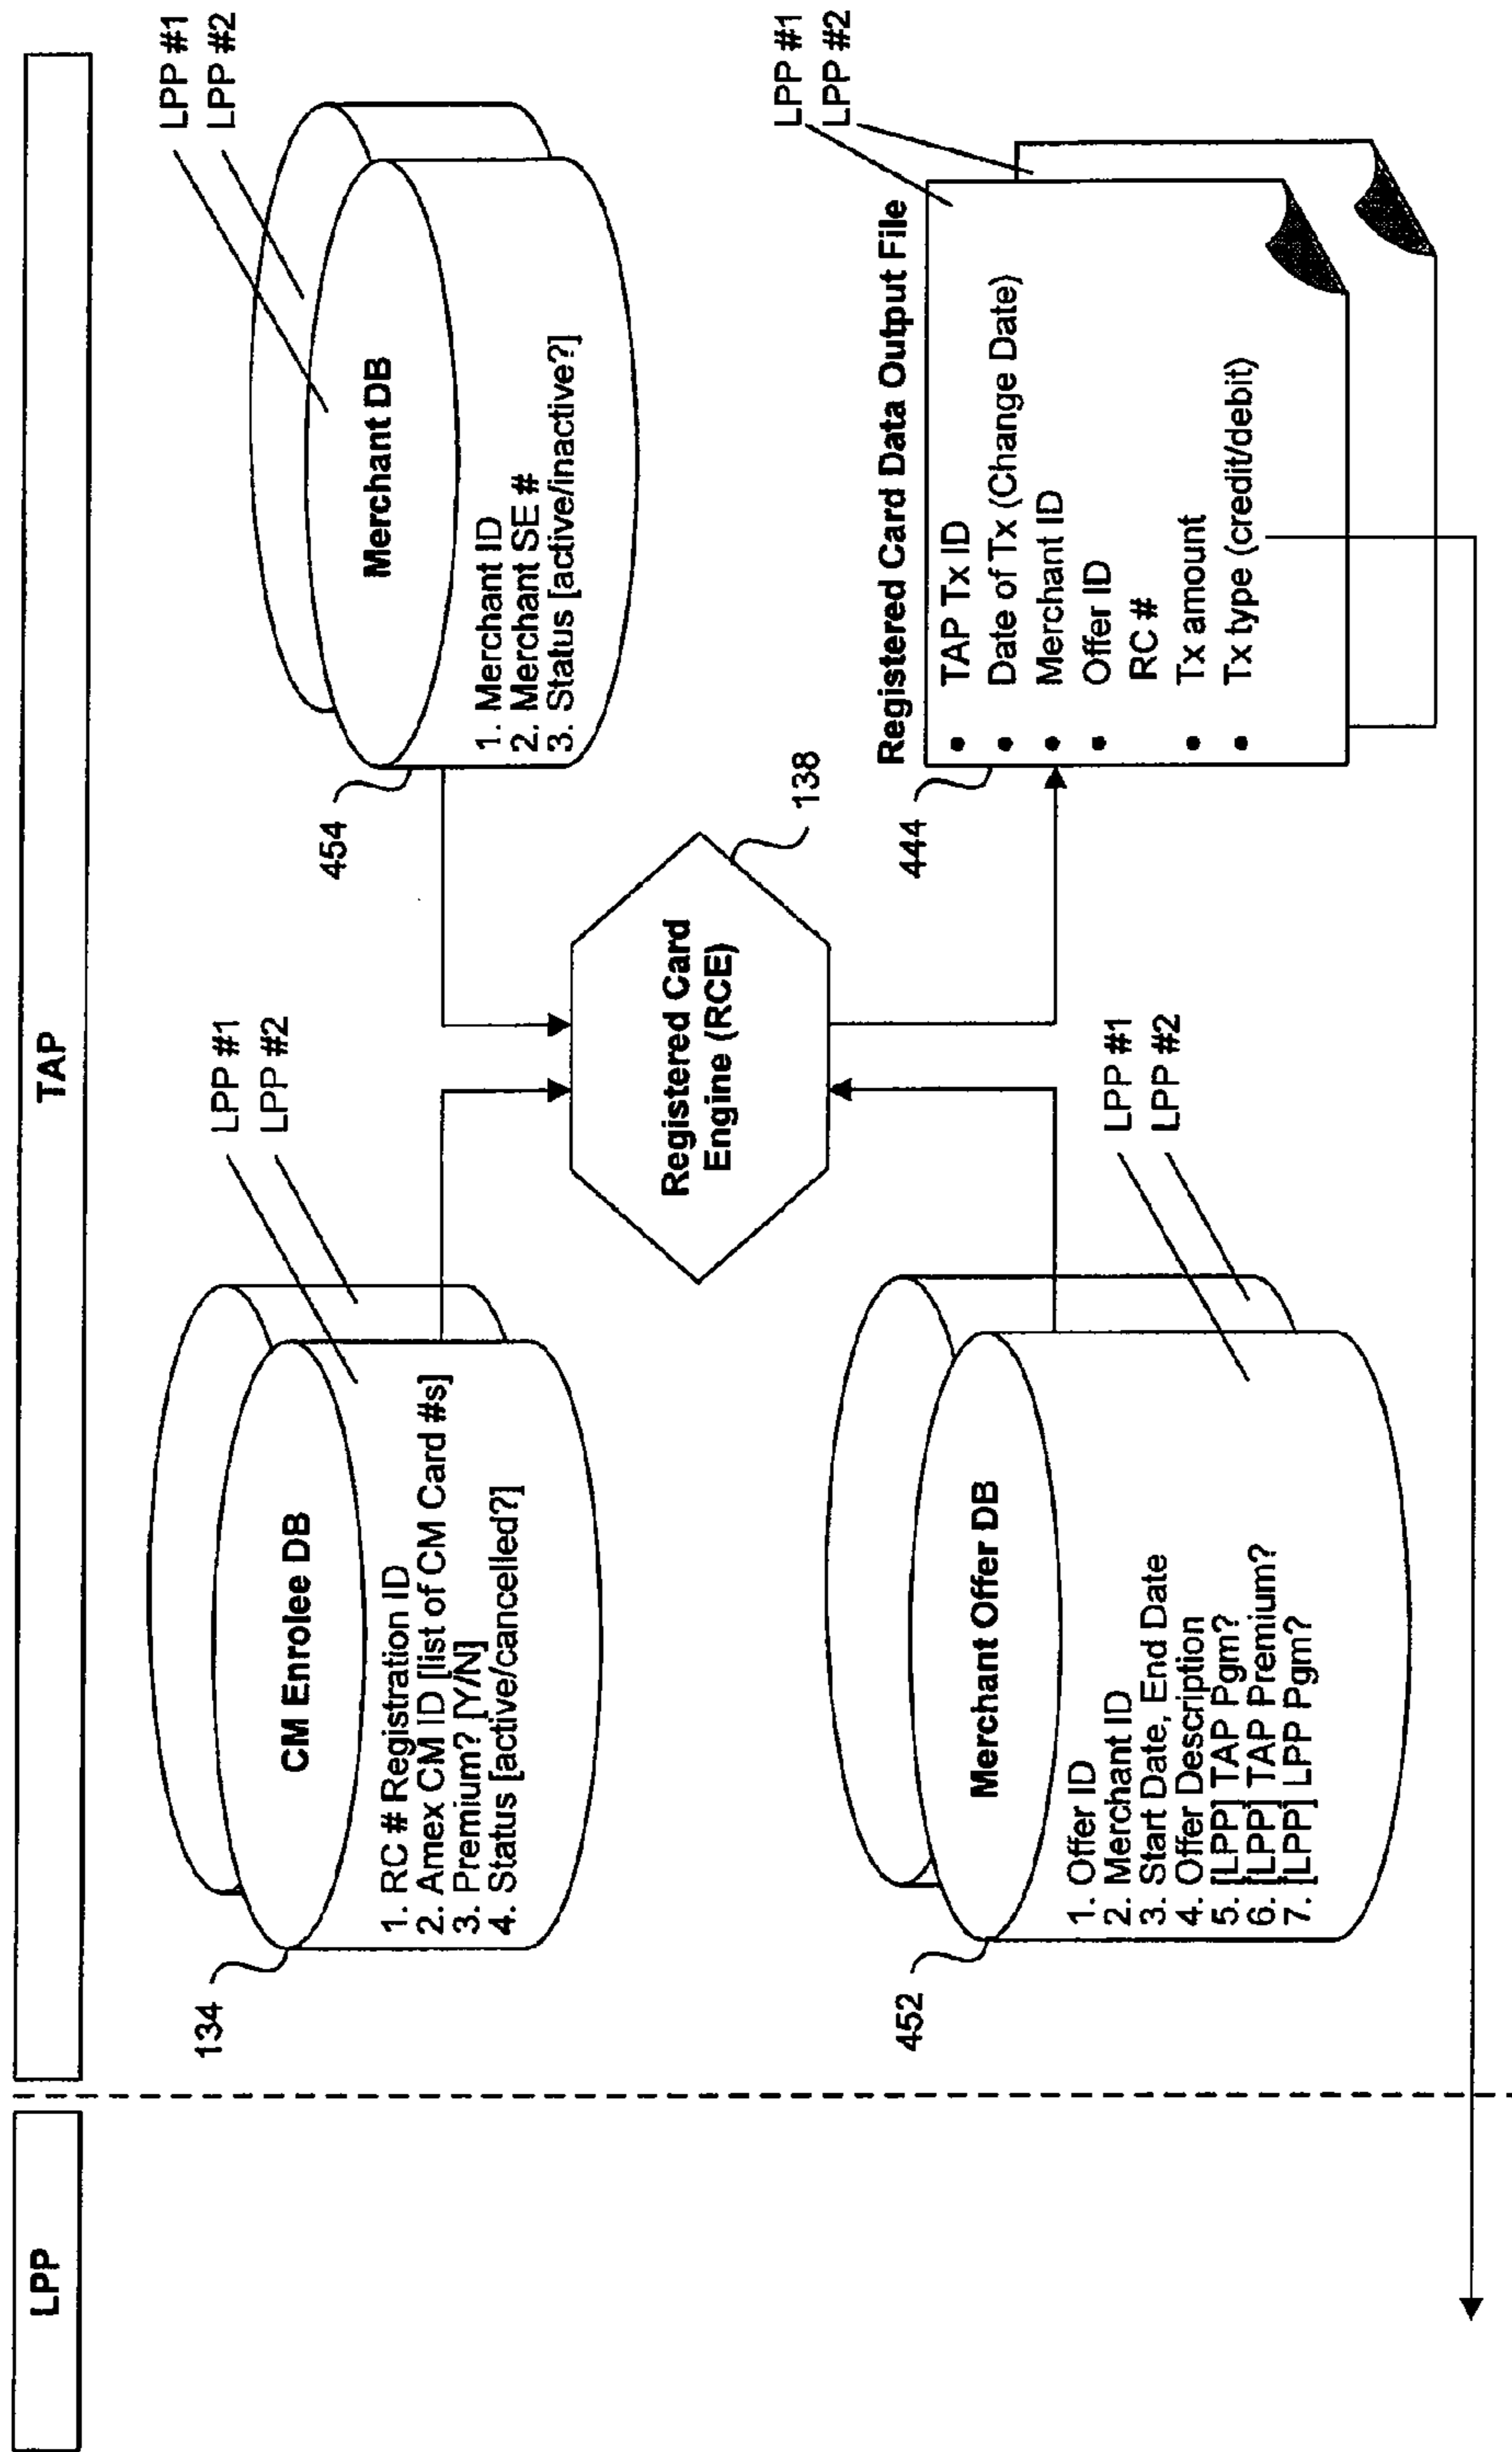 LPP
TAP
134
CM Enrolee DB
1. RC # Registration ID
2. Amex CM ID [list of CM Card #s]
3. Premium? [Y/N]
4. Status [active/cancelled?]
LPP #1
LPP #2
454
Merchant DB
1. Merchant ID
2. Merchant SE #
3. Status [active/inactive?]
LPP #1
LPP #2
Registered Card
Engine (RCE)
138
452
Merchant Offer DB
1. Offer ID
2. Merchant ID
3. Start Date, End Date
4. Offer Description
5. [LPP] TAP Pgm?
6. [LPP] TAP Premium?
7. [LPP] LPP Pgm?
LPP #1
LPP #2
444
Registered Card Data Output File
• TAP Tx ID
• Date of Tx (Change Date)
• Merchant ID
• Offer ID
RC #
• Tx amount
• Tx type (credit/debit)
LPP #1
LPP #2